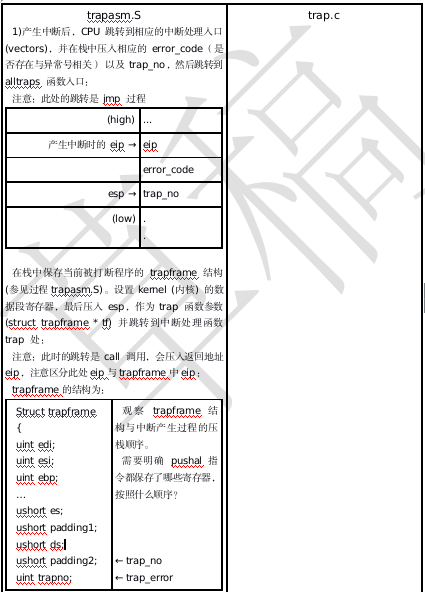 trapasm.S
trap.c
1)产生中断后，CPU 跳转到相应的中断处理入口
(vectors)，并在栈中压入相应的 error_code（是
否存在与异常号相关）以及 trap_no，然后跳转到
alltraps 函数入口；
注意：此处的跳转是 jmp 过程
(high) ...
产生中断时的 eip → eip
error_code
esp → trap_no
(low) .
.
在栈中保存当前被打断程序的 trapframe 结构
(参见过程 trapasm.S)。设置 kernel (内核) 的数
据段寄存器，最后压入 esp，作为 trap 函数参数
(struct trapframe * tf) 并跳转到中断处理函数
trap 处；
注意：此时的跳转是 call 调用，会压入返回地址
eip，注意区分此处 eip 与 trapframe 中 eip；
trapframe 的结构为：
Struct trapframe
{
uint edi;
uint esi;
uint ebp;
...
ushort es;
ushort padding1;
ushort ds;
ushort padding2;
uint trapno;
观察 trapframe 结
构与中断产生过程的压
栈顺序。
需要明确 pushal 指
令都保存了哪些寄存器，
按照什么顺序？
← trap_no
← trap_error
草稿